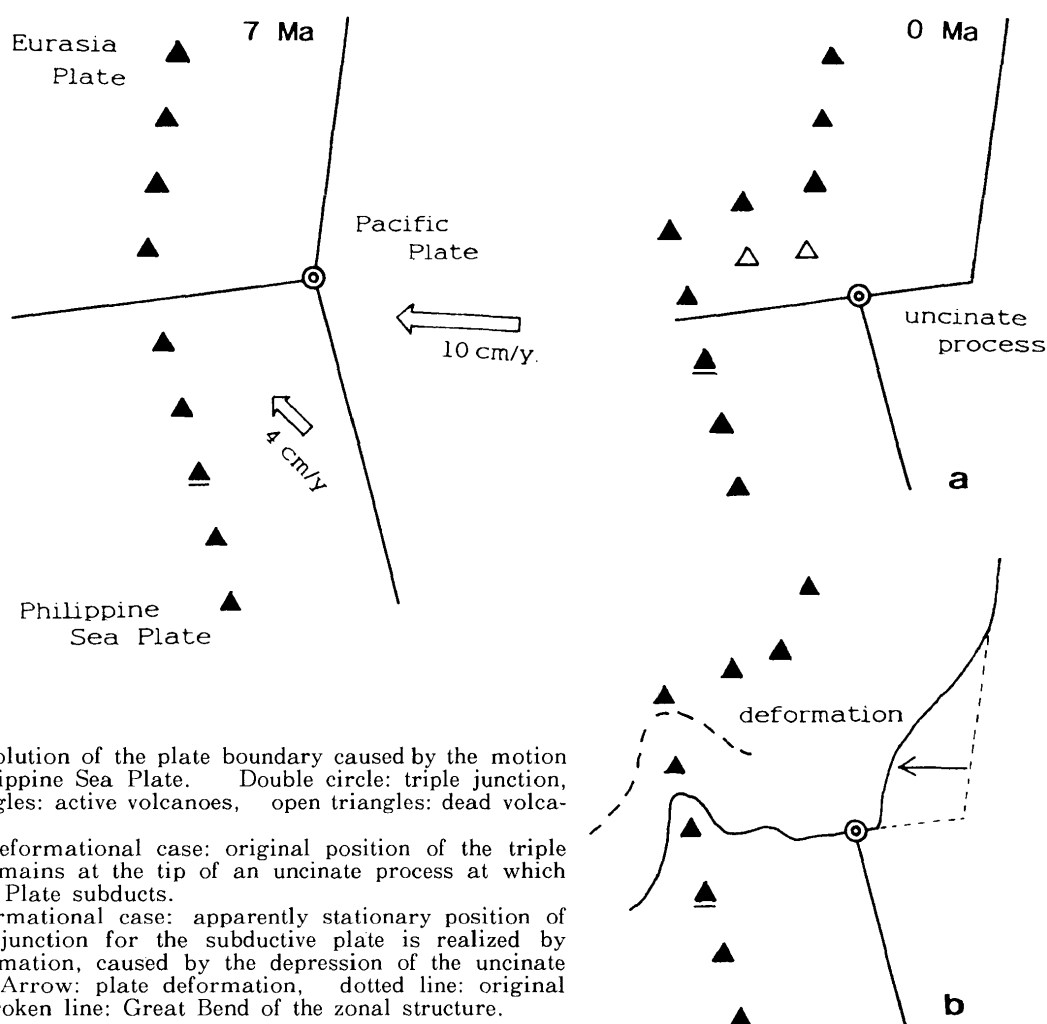 7 Ma
Eurasia
Plate
Pacific
Plate
10 cm/y.
4 cm/y
Philippine
Sea Plate
0 Ma
uncinate
process
a
deformation
b
olution of the plate boundary caused by the motion
ippine Sea Plate. Double circle: triple junction,
gles: active volcanoes, open triangles: dead volca-
eformational case: original position of the triple
mains at the tip of an uncinate process at which
Plate subducts.
rmational case: apparently stationary position of
junction for the subductive plate is realized by
mation, caused by the depression of the uncinate
Arrow: plate deformation, dotted line: original
oken line: Great Bend of the zonal structure.